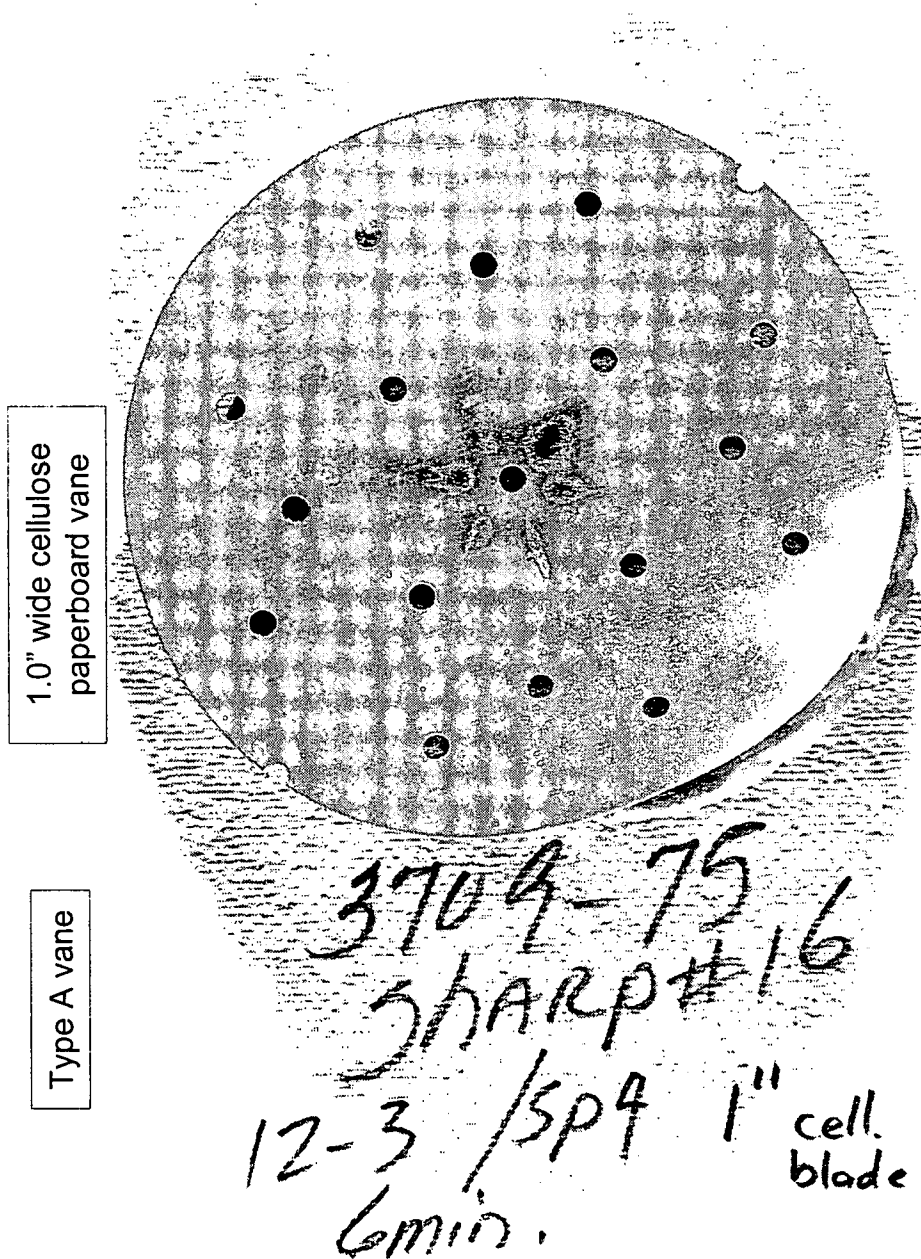 1.0" wide cellulose
paperboard vane
Type A vane
3709-75
ShARp #16
12-3 /Sp4 1" cell.
blade
6min.